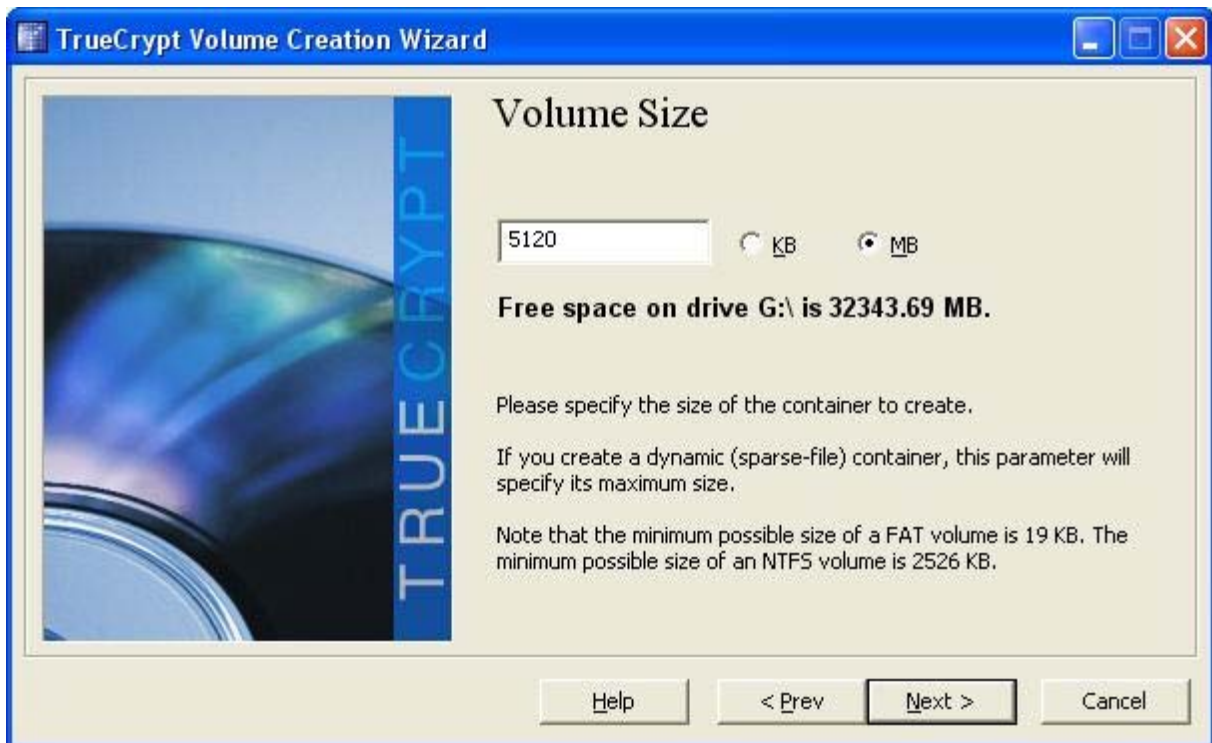 TrueCrypt Volume Creation Wizard
TRUECRYPT
Volume Size
5120 KB MB
Free space on drive G:\ is 32343.69 MB.
Please specify the size of the container to create.
If you create a dynamic (sparse-file) container, this parameter will
specify its maximum size.
Note that the minimum possible size of a FAT volume is 19 KB. The
minimum possible size of an NTFS volume is 2526 KB.
Help < Prev Next > Cancel